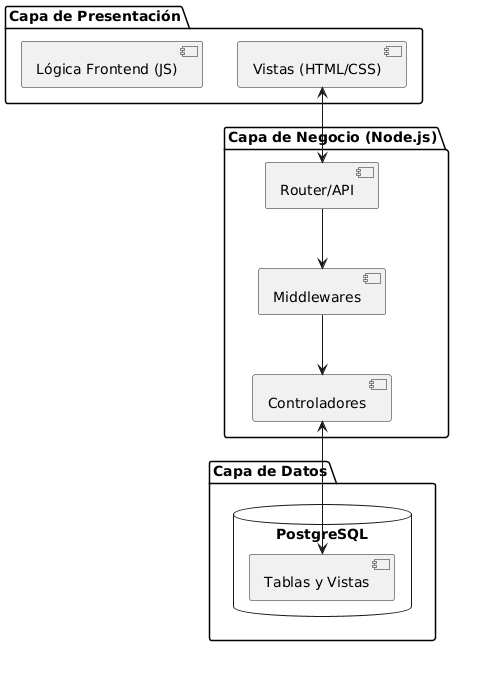 Capa de Presentación
Lógica Frontend (JS)
Vistas (HTML/CSS)
Capa de Negocio (Node.js)
Router/API
Middlewares
Controladores
Capa de Datos
PostgreSQL
Tablas y Vistas